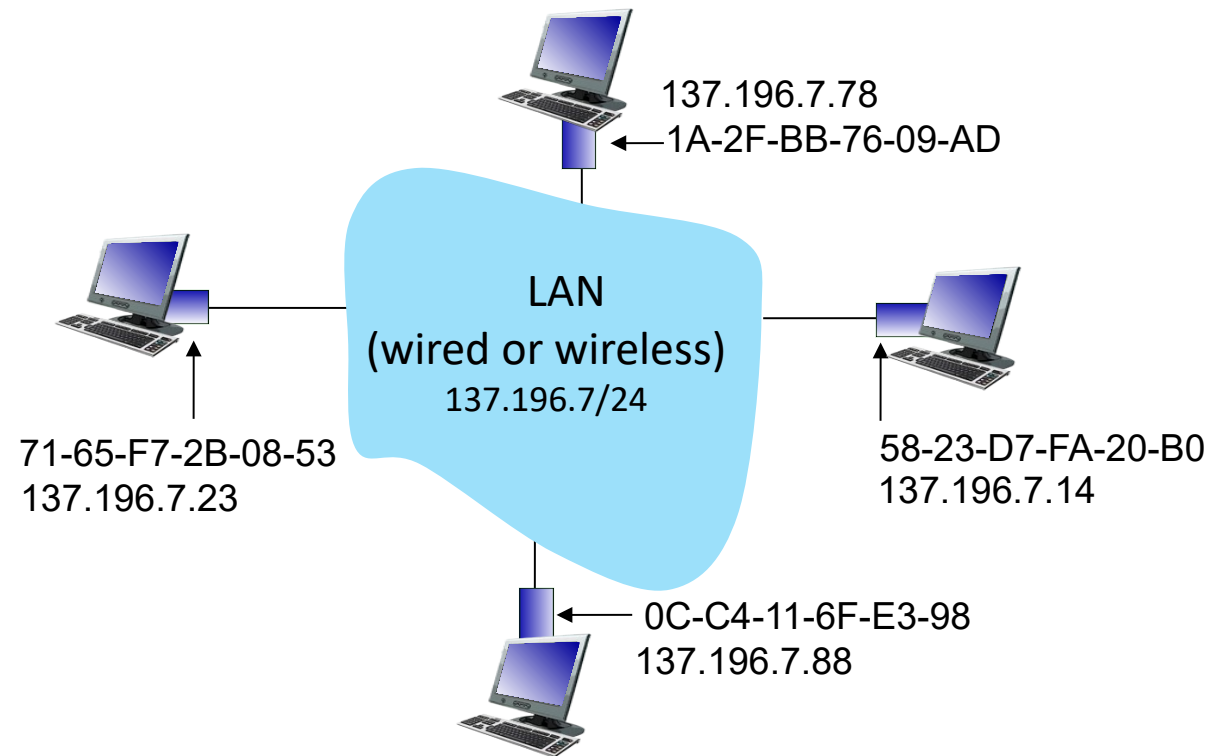 137.196.7.78
1A-2F-BB-76-09-AD
LAN
(wired or wireless)
137.196.7/24
71-65-F7-2B-08-53
137.196.7.23
58-23-D7-FA-20-B0
137.196.7.14
0C-C4-11-6F-E3-98
137.196.7.88